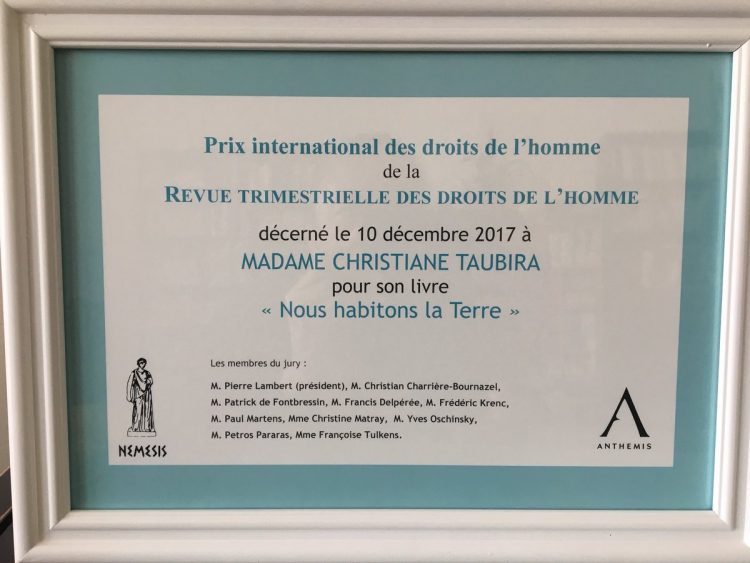 Prix international des droits de l'homme
de la
REVUE TRIMESTRIELLE DES DROITS DE L'HOMME
décerné le 10 décembre 2017 à
MADAME CHRISTIANE TAUBIRA
pour son livre
« Nous habitons la Terre »
Les membres du jury :
M. Pierre Lambert (président), M. Christian Charrière-Bournazel,
M. Patrick de Fontbressin, M. Francis Delpérée, M. Frédéric Krenc,
M. Paul Martens, Mme Christine Matray, M. Yves Oschinsky,
M. Petros Pararas, Mme Françoise Tulkens.
NEMESIS
ANTHEMIS